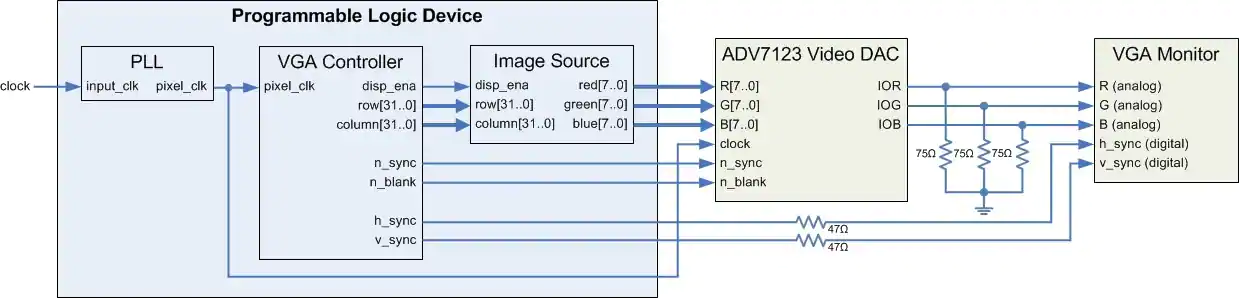 Programmable Logic Device
clock
PLL
input_clk pixel_clk
VGA Controller
pixel_clk disp_ena
row[31..0]
column[31..0]
n_sync
n_blank
h_sync
v_sync
Image Source
disp_ena red[7..0]
row[31..0] green[7..0]
column[31..0] blue[7..0]
ADV7123 Video DAC
R[7..0] IOR
G[7..0] IOG
B[7..0] IOB
clock
n_sync
n_blank
75Ω 75Ω 75Ω
47Ω
47Ω
VGA Monitor
R (analog)
G (analog)
B (analog)
h_sync (digital)
v_sync (digital)